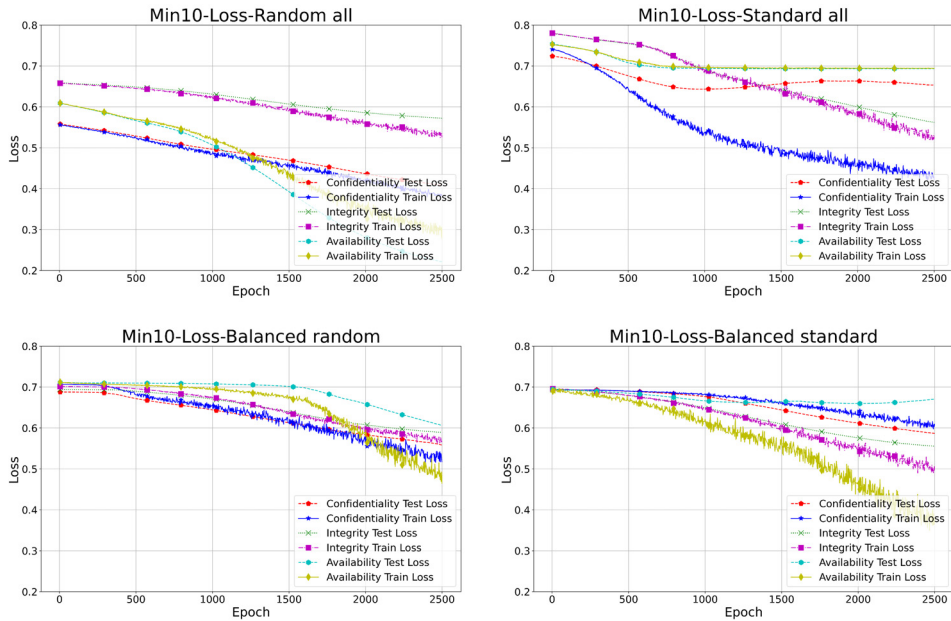 Min10-Loss-Random all
0.8
0.7
0.6
0.5
0.4
0.3
0.2
Loss
0
500
1000
1500
2000
2500
Epoch
Confidentiality Test Loss
Confidentiality Train Loss
Integrity Test Loss
Integrity Train Loss
Availability Test Loss
Availability Train Loss
Min10-Loss-Standard all
0.8
0.7
0.6
0.5
0.4
0.3
0.2
Loss
0
500
1000
1500
2000
2500
Epoch
Confidentiality Test Loss
Confidentiality Train Loss
Integrity Test Loss
Integrity Train Loss
Availability Test Loss
Availability Train Loss
Min10-Loss-Balanced random
0.8
0.7
0.6
0.5
0.4
0.3
0.2
Loss
0
500
1000
1500
2000
2500
Epoch
Confidentiality Test Loss
Confidentiality Train Loss
Integrity Test Loss
Integrity Train Loss
Availability Test Loss
Availability Train Loss
Min10-Loss-Balanced standard
0.8
0.7
0.6
0.5
0.4
0.3
0.2
Loss
0
500
1000
1500
2000
2500
Epoch
Confidentiality Test Loss
Confidentiality Train Loss
Integrity Test Loss
Integrity Train Loss
Availability Test Loss
Availability Train Loss